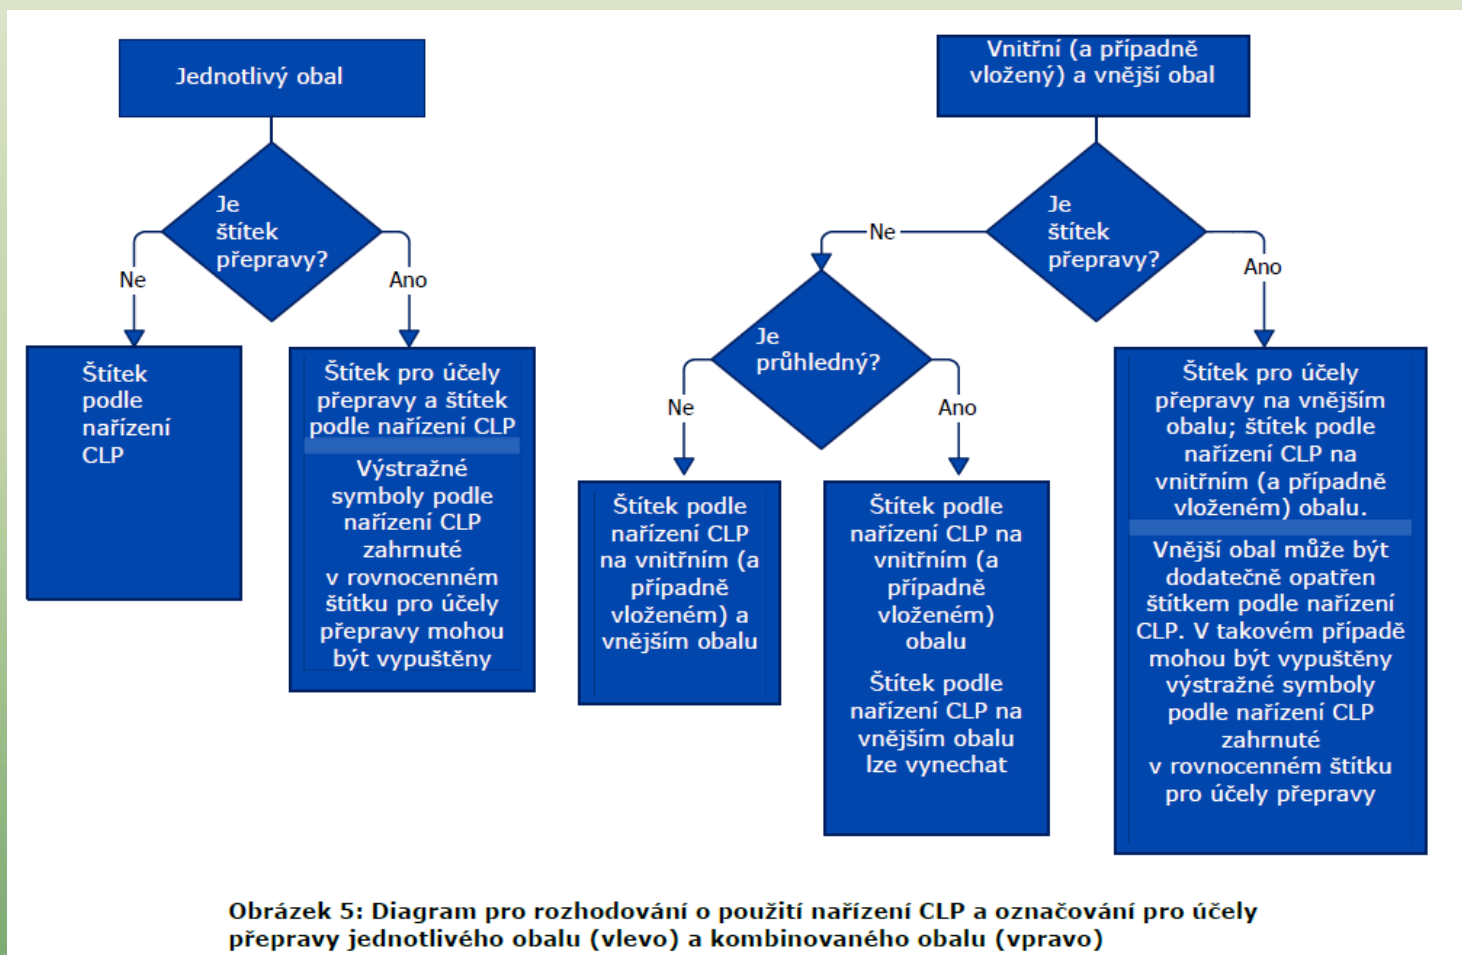 Jednotlivý obal
Je
štítek
přepravy?
Ne
Ano
Štítek
podle
nařízení
CLP
Štítek pro účely
přepravy a štítek
podle nařízení CLP
Výstražné
symboly podle
nařízení CLP
zahrnuté
v rovnocenném
štítku pro účely
přepravy mohou
být vypuštěny
Vnitřní (a případně
vložený) a vnější obal
Je
štítek
přepravy?
Ne
Ano
Je
průhledný?
Ne
Ano
Štítek podle
nařízení CLP
na vnitřním (a
případně
vloženém) a
vnějším obalu
Štítek podle
nařízení CLP na
vnitřním (a
případně
vloženém)
obalu
Štítek podle
nařízení CLP na
vnějším obalu
lze vynechat
Štítek pro účely
přepravy na vnějším
obalu; štítek podle
nařízení CLP na
vnitřním (a případně
vloženém) obalu.
Vnější obal může být
dodatečně opatřen
štítkem podle nařízení
CLP. V takovém případě
mohou být vypuštěny
výstražné symboly
podle nařízení CLP
zahrnuté
v rovnocenném štítku
pro účely přepravy
Obrázek 5: Diagram pro rozhodování o použití nařízení CLP a označování pro účely
přepravy jednotlivého obalu (vlevo) a kombinovaného obalu (vpravo)